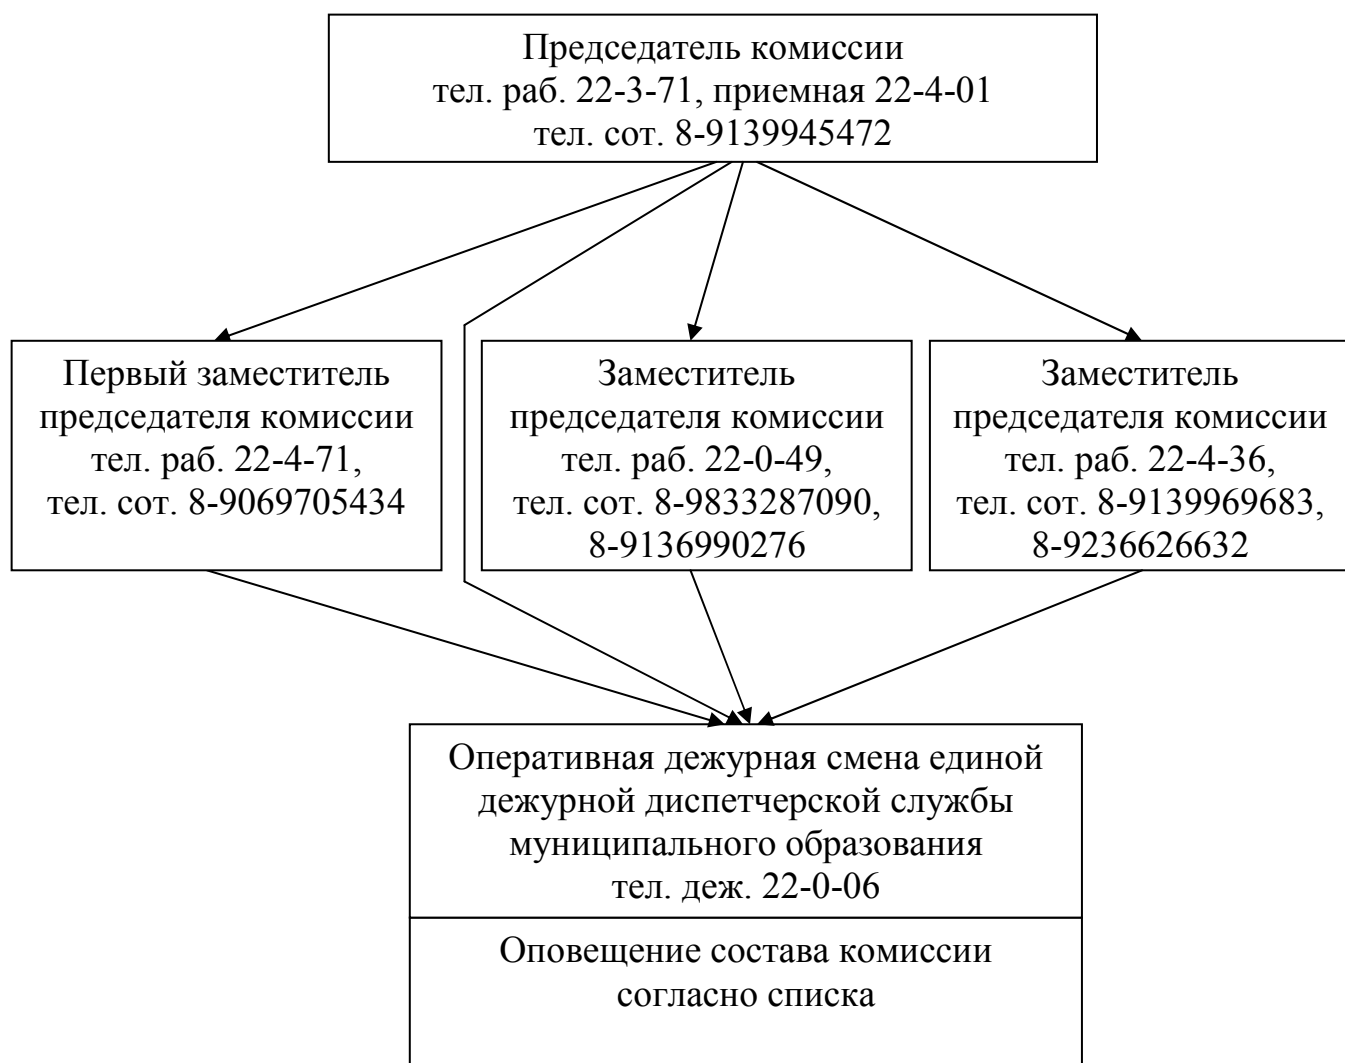 Председатель комиссии
тел. раб. 22-3-71, приемная 22-4-01
тел. сот. 8-9139945472
Первый заместитель
председателя комиссии
тел. раб. 22-4-71,
тел. сот. 8-9069705434
Заместитель
председателя комиссии
тел. раб. 22-0-49,
тел. сот. 8-9833287090,
8-9136990276
Заместитель
председателя комиссии
тел. раб. 22-4-36,
тел. сот. 8-9139969683,
8-9236626632
Оперативная дежурная смена единой
дежурной диспетчерской службы
муниципального образования
тел. деж. 22-0-06
Оповещение состава комиссии
согласно списка